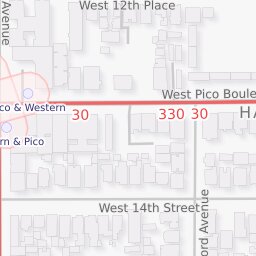 West 12th Place
Avenue
West Pico Boule
co & Western
30
330 30
HA
rn & Pico
West 14th Street
ord Avenue